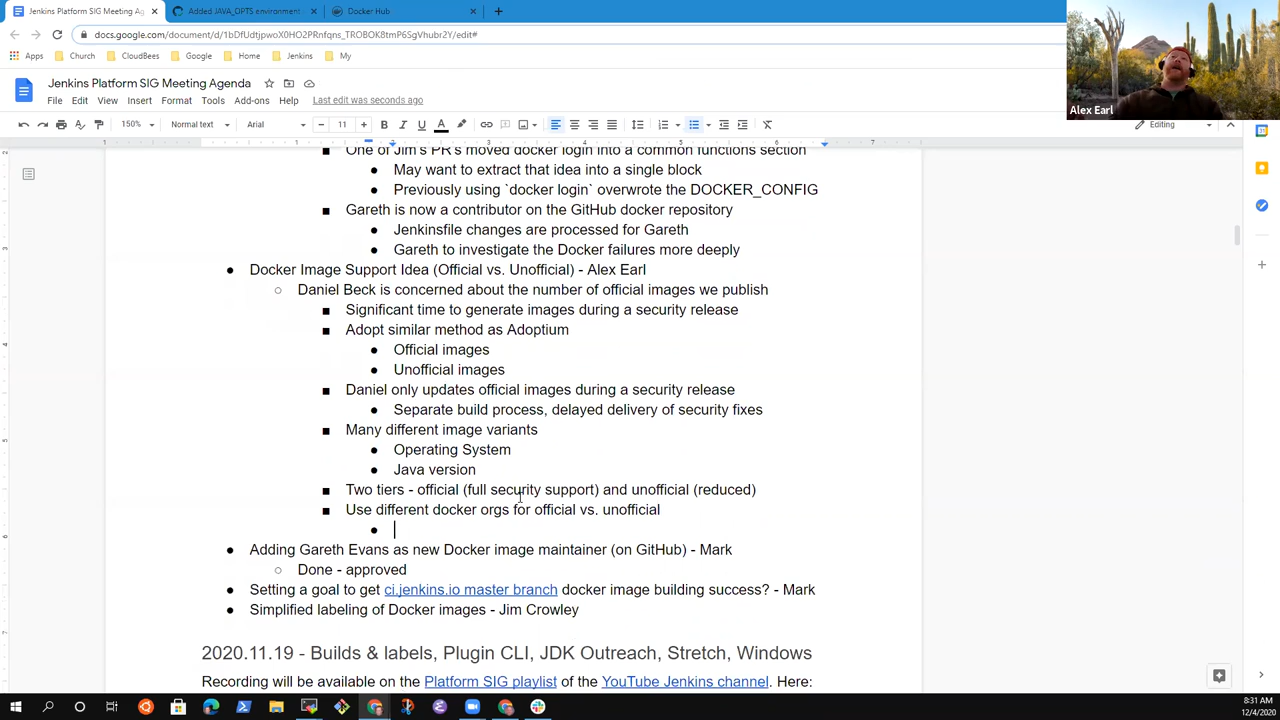 Jenkins Platform SIG Meeting Ag
Added JAVA_OPTS environment
Docker Hub
docs.google.com/document/d/1bDfUdtjpwoX0HO2PRnfqns_TROBOK8tmP6SgVhubr2Y/edit#
Apps Church CloudBees Google Home Jenkins My
Jenkins Platform SIG Meeting Agenda
File Edit View Insert Format Tools Add-ons Help Last edit was seconds ago
150% Normal text Arial 11 Editing
Alex Earl
One of Jim's PR's moved docker login into a common functions section
May want to extract that idea into a single block
Previously using `docker login` overwrote the DOCKER_CONFIG
Gareth is now a contributor on the GitHub docker repository
Jenkinsfile changes are processed for Gareth
Gareth to investigate the Docker failures more deeply
Docker Image Support Idea (Official vs. Unofficial) - Alex Earl
Daniel Beck is concerned about the number of official images we publish
Significant time to generate images during a security release
Adopt similar method as Adoptium
Official images
Unofficial images
Daniel only updates official images during a security release
Separate build process, delayed delivery of security fixes
Many different image variants
Operating System
Java version
Two tiers - official (full security support) and unofficial (reduced)
Use different docker orgs for official vs. unofficial
Adding Gareth Evans as new Docker image maintainer (on GitHub) - Mark
Done - approved
Setting a goal to get ci.jenkins.io master branch docker image building success? - Mark
Simplified labeling of Docker images - Jim Crowley
2020.11.19 - Builds & labels, Plugin CLI, JDK Outreach, Stretch, Windows
Recording will be available on the Platform SIG playlist of the YouTube Jenkins channel. Here:
8:31 AM
12/4/2020